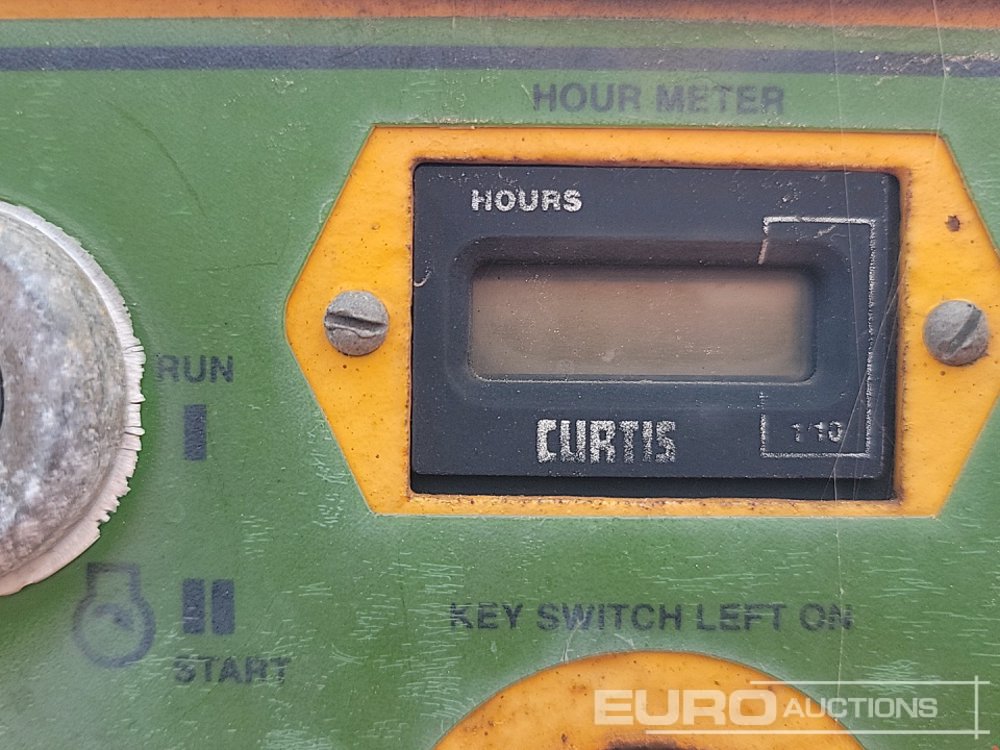 HOUR METER
HOURS
CURTIS
1/10
RUN
START
KEY SWITCH LEFT ON
EURO AUCTIONS